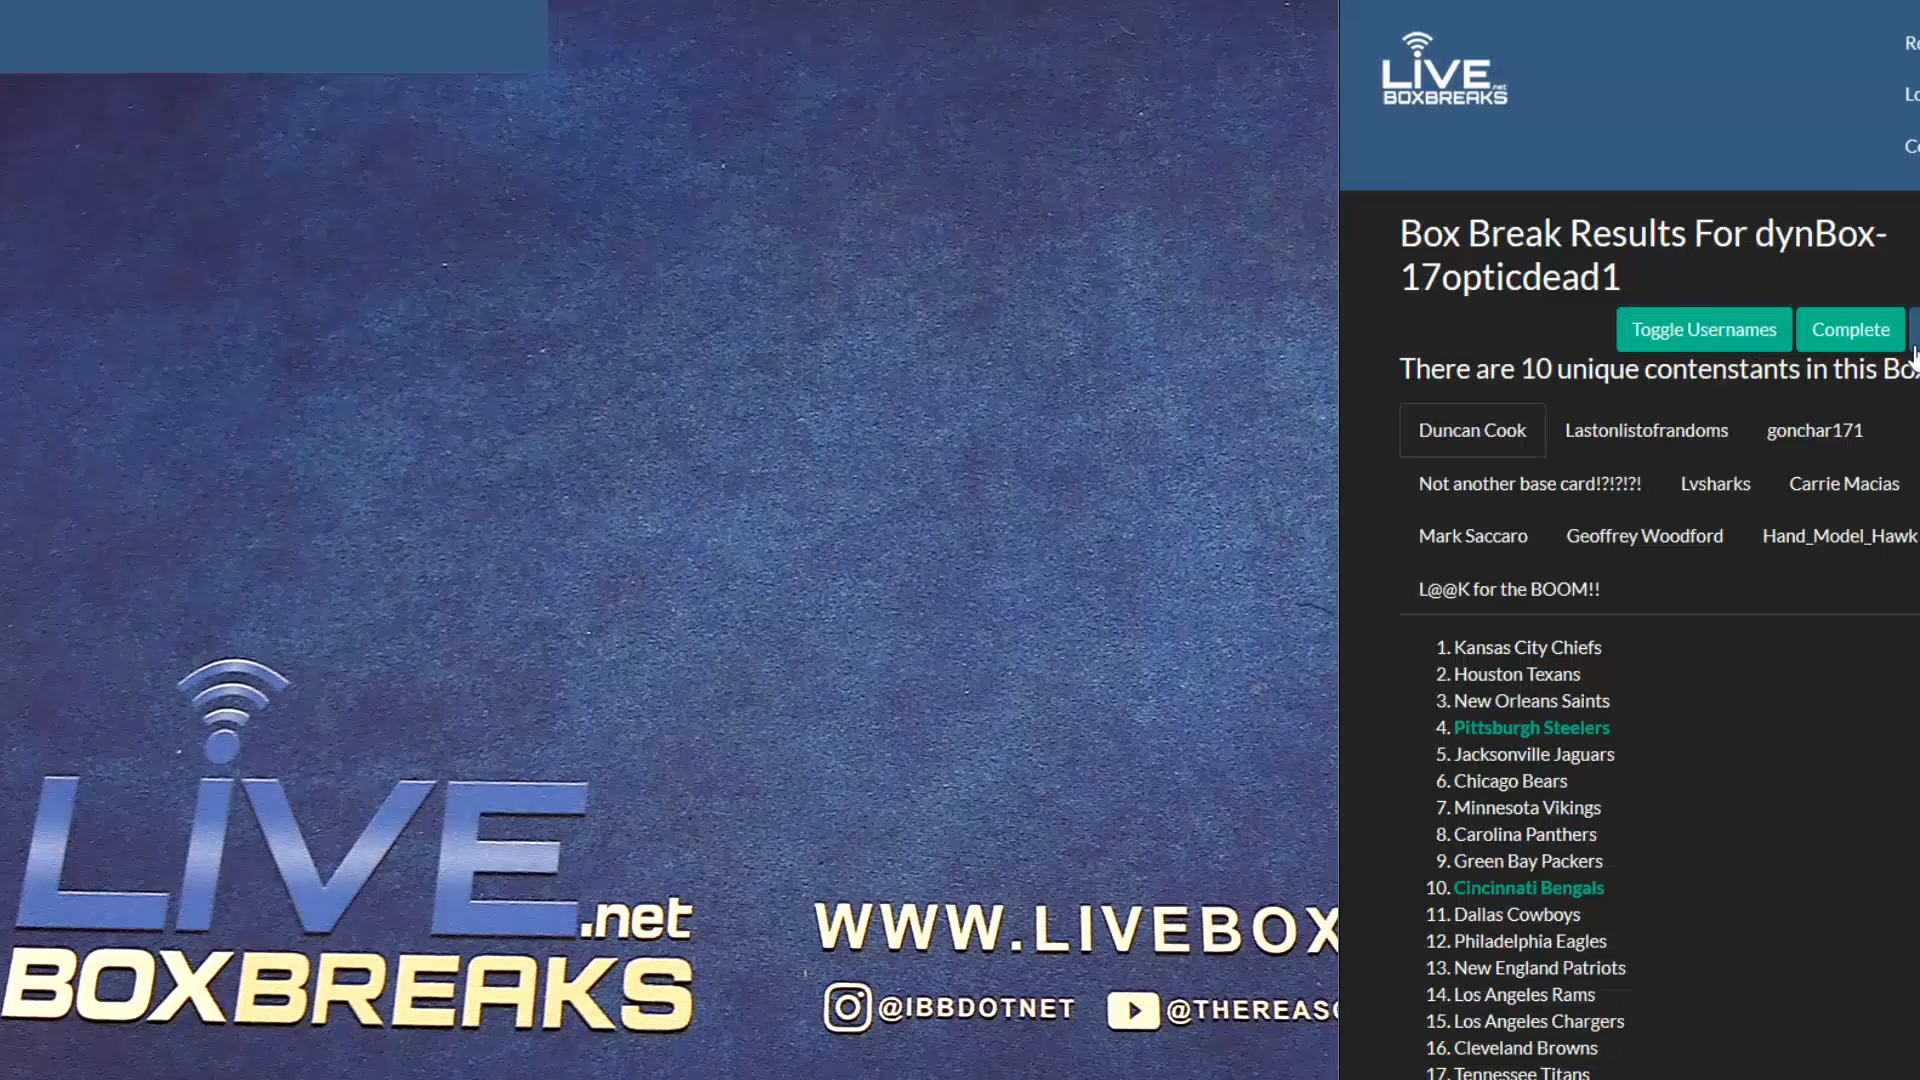 LIVE.net
BOXBREAKS
WWW.LIVEBOX
@IBBDOTNET
@THEREASO
LIVE.net
BOXBREAKS
Re
Lo
Co
Box Break Results For dynBox-
17opticdead1
Toggle Usernames
Complete
There are 10 unique contenstants in this Box
Duncan Cook
Lastonlistofrandoms
gonchar171
Not another base card!?!?!?!
Lvsharks
Carrie Macias
Mark Saccaro
Geoffrey Woodford
Hand_Model_Hawk
L@@K for the BOOM!!
1. Kansas City Chiefs
2. Houston Texans
3. New Orleans Saints
4. Pittsburgh Steelers
5. Jacksonville Jaguars
6. Chicago Bears
7. Minnesota Vikings
8. Carolina Panthers
9. Green Bay Packers
10. Cincinnati Bengals
11. Dallas Cowboys
12. Philadelphia Eagles
13. New England Patriots
14. Los Angeles Rams
15. Los Angeles Chargers
16. Cleveland Browns
17. Tennessee Titans